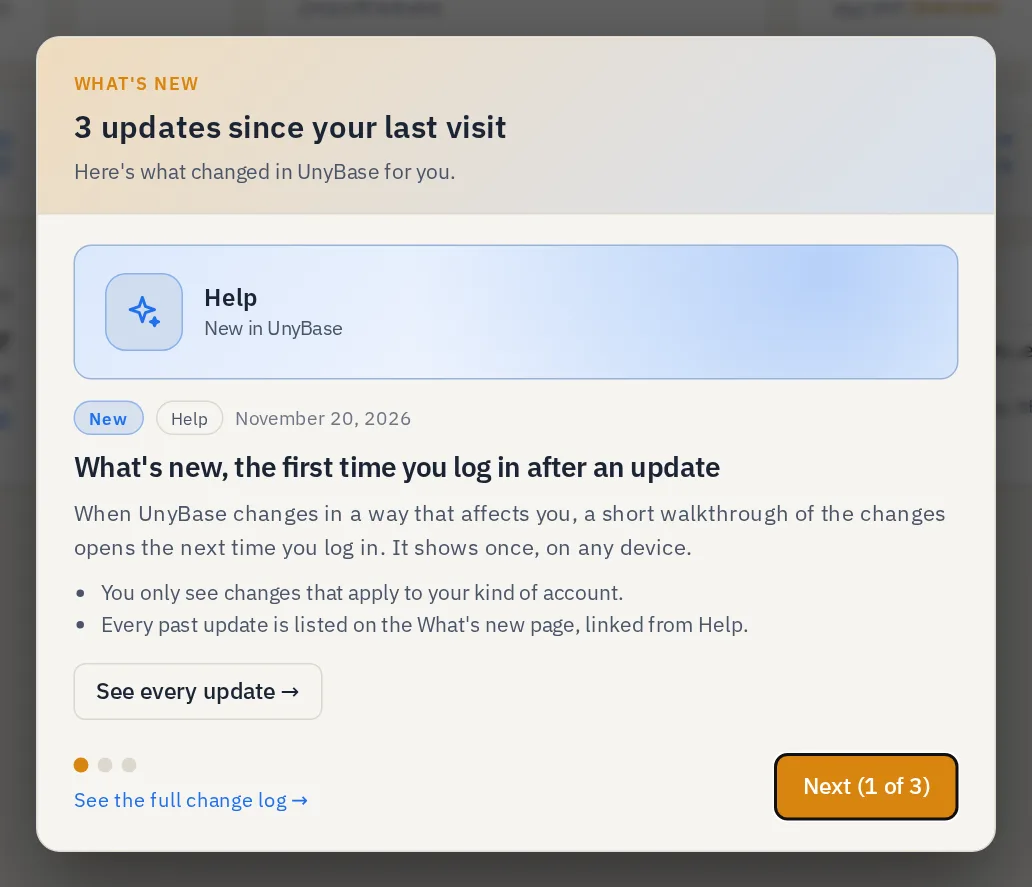 WHAT'S NEW
3 updates since your last visit
Here's what changed in UnyBase for you.
Help
New in UnyBase
New
Help
November 20, 2026
What's new, the first time you log in after an update
When UnyBase changes in a way that affects you, a short walkthrough of the changes
opens the next time you log in. It shows once, on any device.
• You only see changes that apply to your kind of account.
• Every past update is listed on the What's new page, linked from Help.
See every update →
See the full change log →
Next (1 of 3)